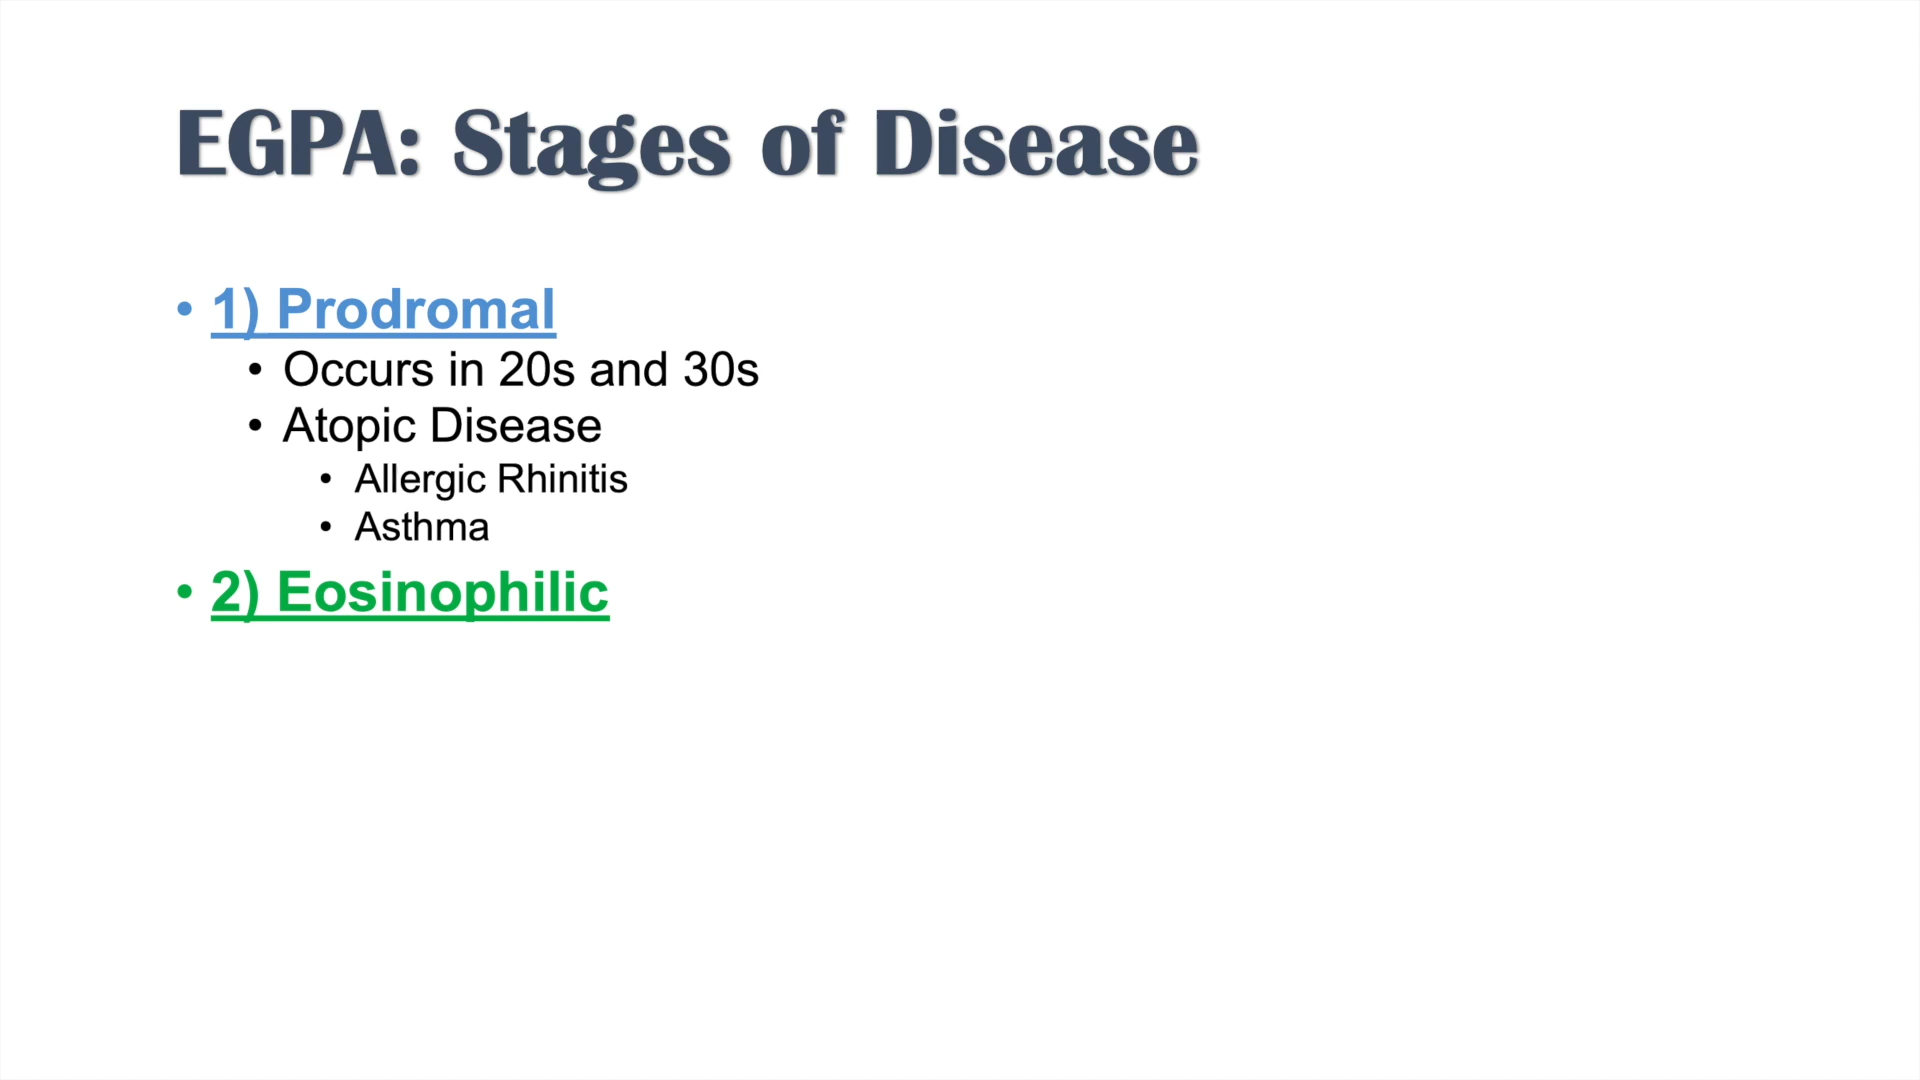 EGPA: Stages of Disease
• 1) Prodromal
• Occurs in 20s and 30s
• Atopic Disease
• Allergic Rhinitis
• Asthma
• 2) Eosinophilic